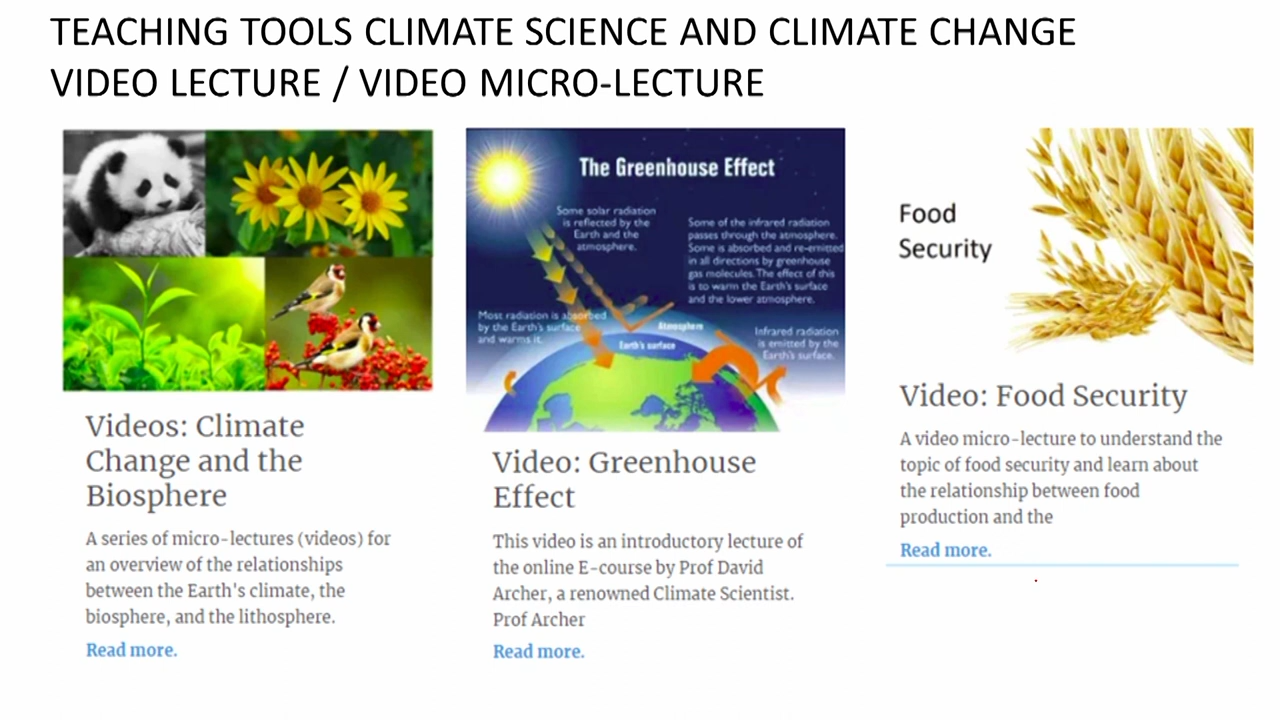 TEACHING TOOLS CLIMATE SCIENCE AND CLIMATE CHANGE
VIDEO LECTURE / VIDEO MICRO-LECTURE
Videos: Climate
Change and the
Biosphere
A series of micro-lectures (videos) for
an overview of the relationships
between the Earth's climate, the
biosphere, and the lithosphere.
Read more.
The Greenhouse Effect
Some solar radiation
is reflected by the
Earth and the
atmosphere.
Some of the infrared radiation
passes through the atmosphere.
Some is absorbed and re-emitted
in all directions by greenhouse
gas molecules. The effect of this
is to warm the Earth's surface
and the lower atmosphere.
Most radiation is absorbed
by the Earth's surface
and warms it.
Atmosphere
Earth's surface
Infrared radiation
is emitted by the
Earth's surface.
Video: Greenhouse
Effect
This video is an introductory lecture of
the online E-course by Prof David
Archer, a renowned Climate Scientist.
Prof Archer
Read more.
Food
Security
Video: Food Security
A video micro-lecture to understand the
topic of food security and learn about
the relationship between food
production and the
Read more.